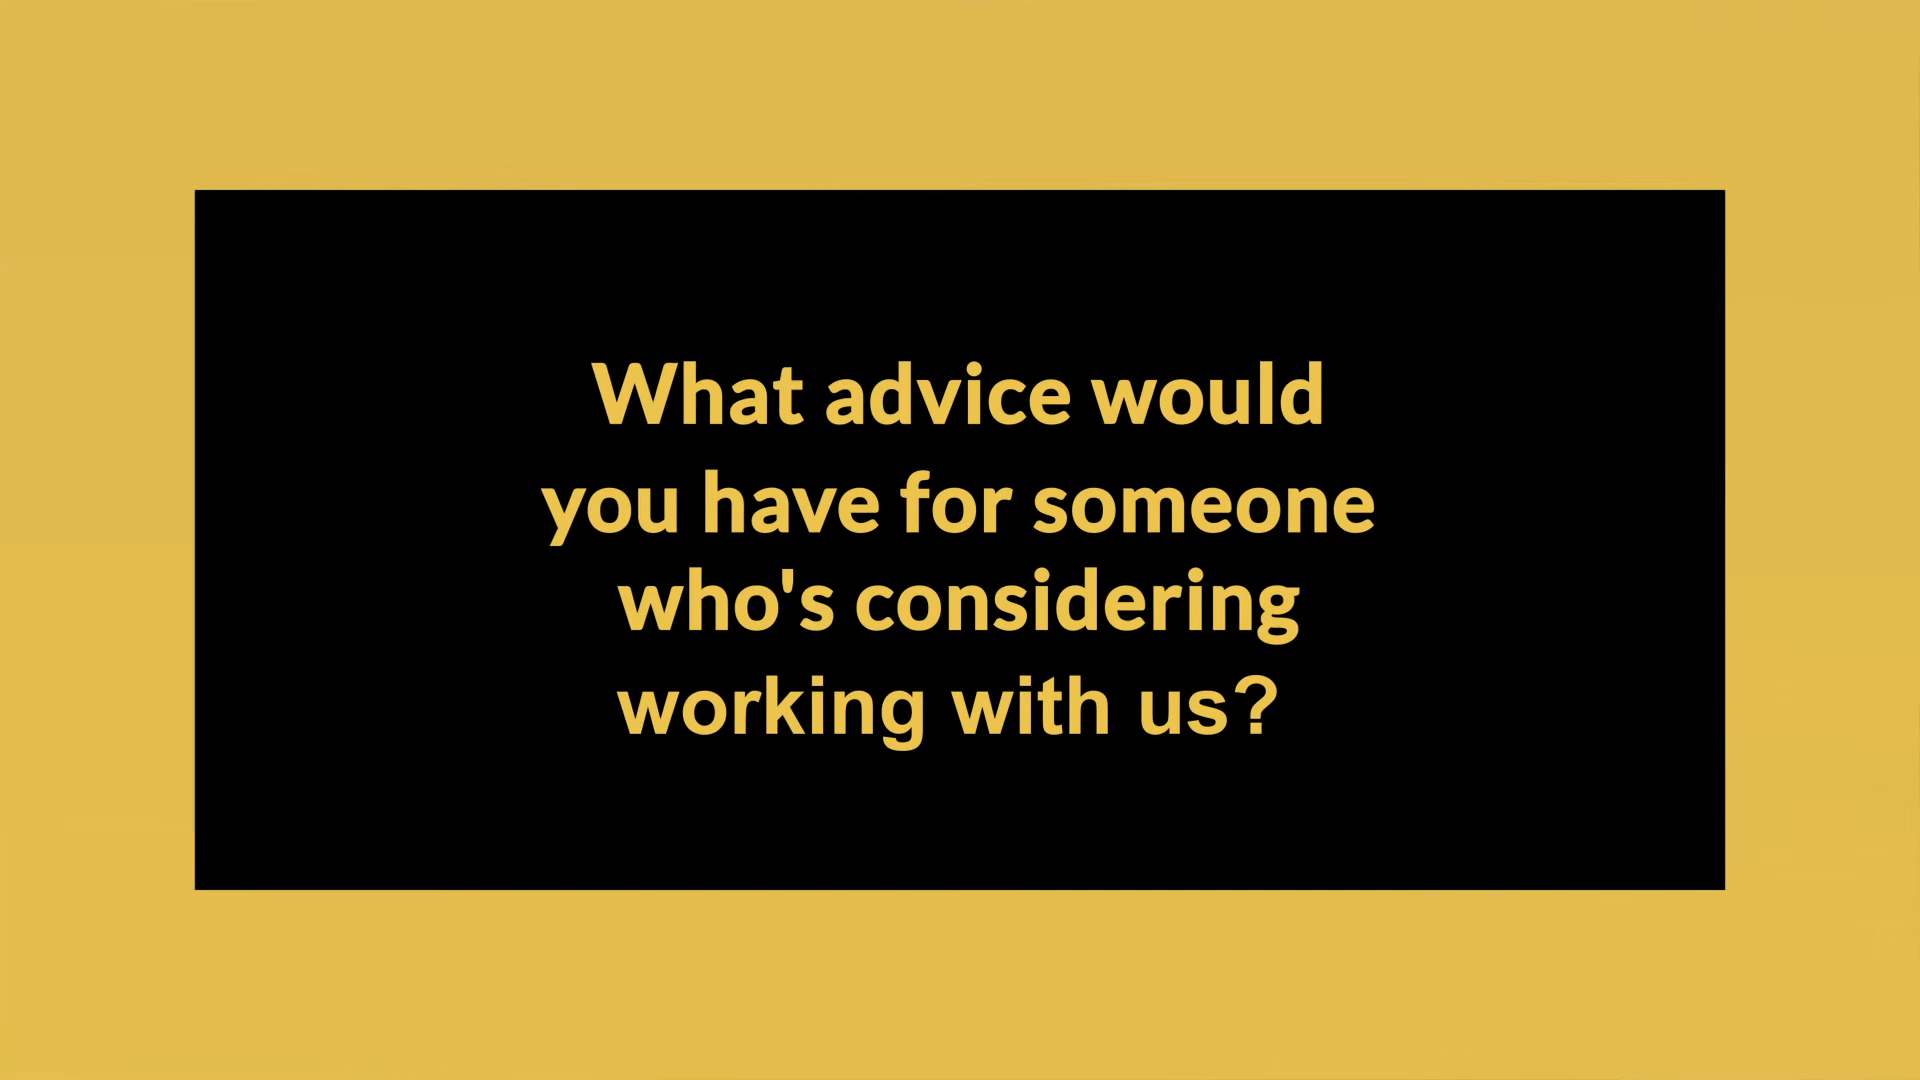 What advice would
you have for someone
who's considering
working with us?